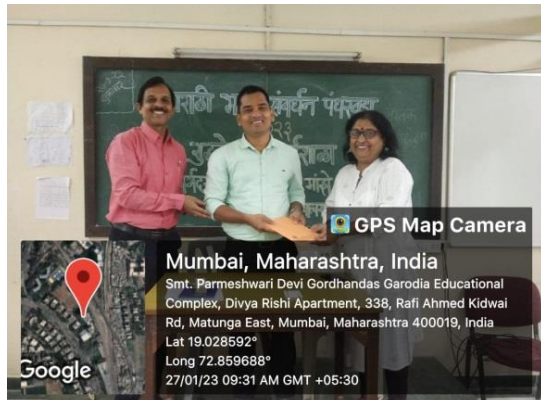 मराठी
पंधरवडा
GPS Map Camera
Mumbai, Maharashtra, India
Smt. Parmeshwari Devi Gordhandas Garodia Educational
Complex, Divya Rishi Apartment, 338, Rafi Ahmed Kidwai
Rd, Matunga East, Mumbai, Maharashtra 400019, India
Lat 19.028592°
Long 72.859688°
27/01/23 09:31 AM GMT +05:30
Google